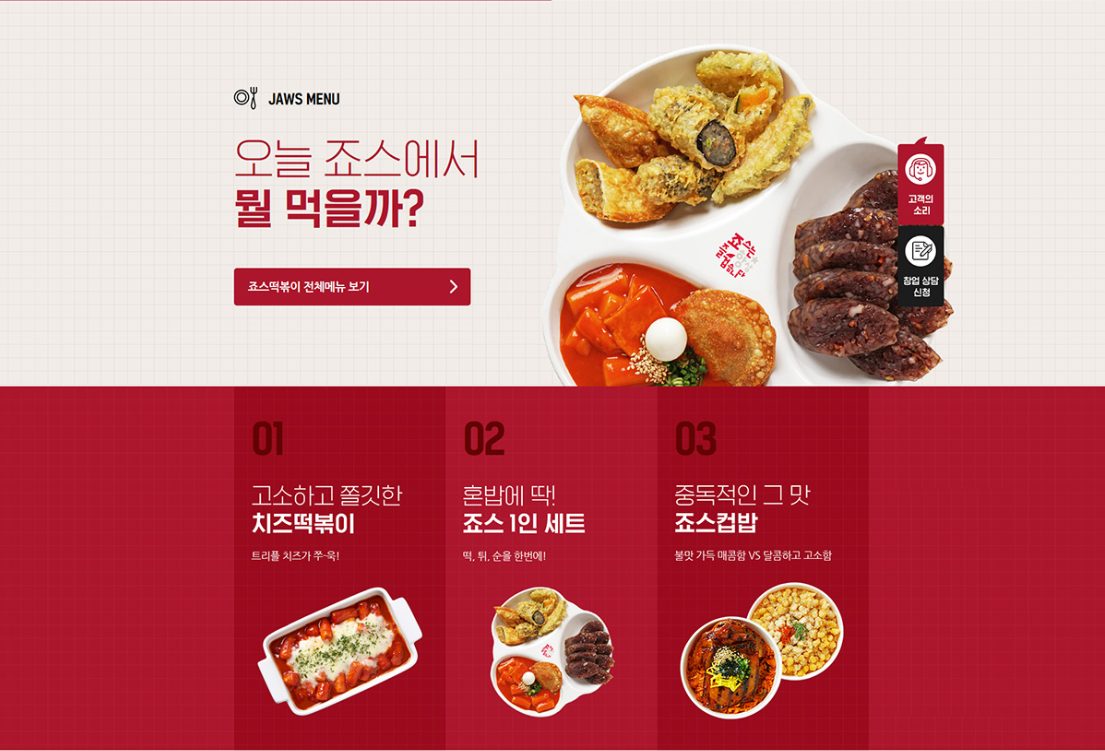 JAWS MENU
오늘 죠스에서
뭘 먹을까?
죠스떡볶이 전체메뉴 보기
고객의
소리
창업 상담
신청
01
고소하고 쫄깃한
치즈떡볶이
트리플 치즈가 쭈~욱!
02
혼밥에 딱!
죠스 1인 세트
떡, 튀, 순을 한번에!
03
중독적인 그 맛
죠스컵밥
불맛 가득 매콤함 VS 달콤하고 고소함